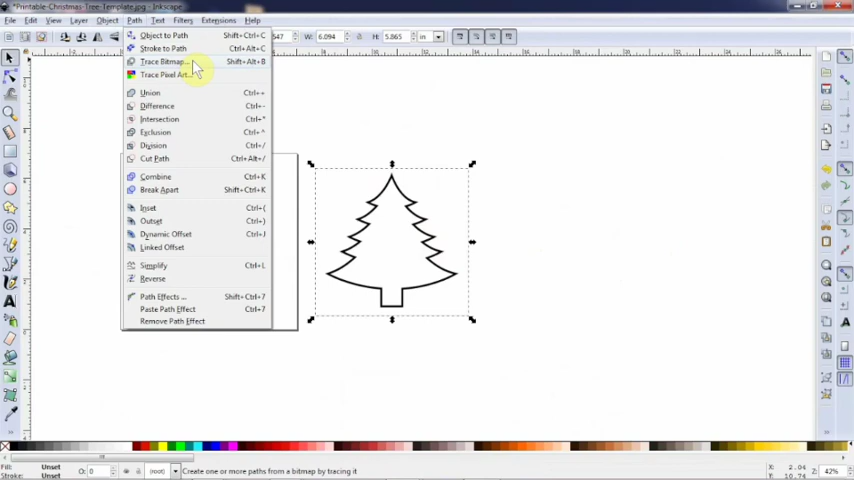 *Printable-Christmas-Tree-Template.jpg - Inkscape
File Edit View Layer Object Path Text Filters Extensions Help
547 W: 6.094 H: 5.865 in
Object to Path Shift+Ctrl+C
Stroke to Path Ctrl+Alt+C
Trace Bitmap... Shift+Alt+B
Trace Pixel Art...
Union Ctrl++
Difference Ctrl+-
Intersection Ctrl+*
Exclusion Ctrl+^
Division Ctrl+/
Cut Path Ctrl+Alt+/
Combine Ctrl+K
Break Apart Shift+Ctrl+K
Inset Ctrl+(
Outset Ctrl+)
Dynamic Offset Ctrl+J
Linked Offset
Simplify Ctrl+L
Reverse
Path Effects ... Shift+Ctrl+7
Paste Path Effect Ctrl+7
Remove Path Effect
Fill: Unset
Stroke: Unset
O: 0
(root)
Create one or more paths from a bitmap by tracing it
X: 2.04
Y: 10.74
Z: 42%